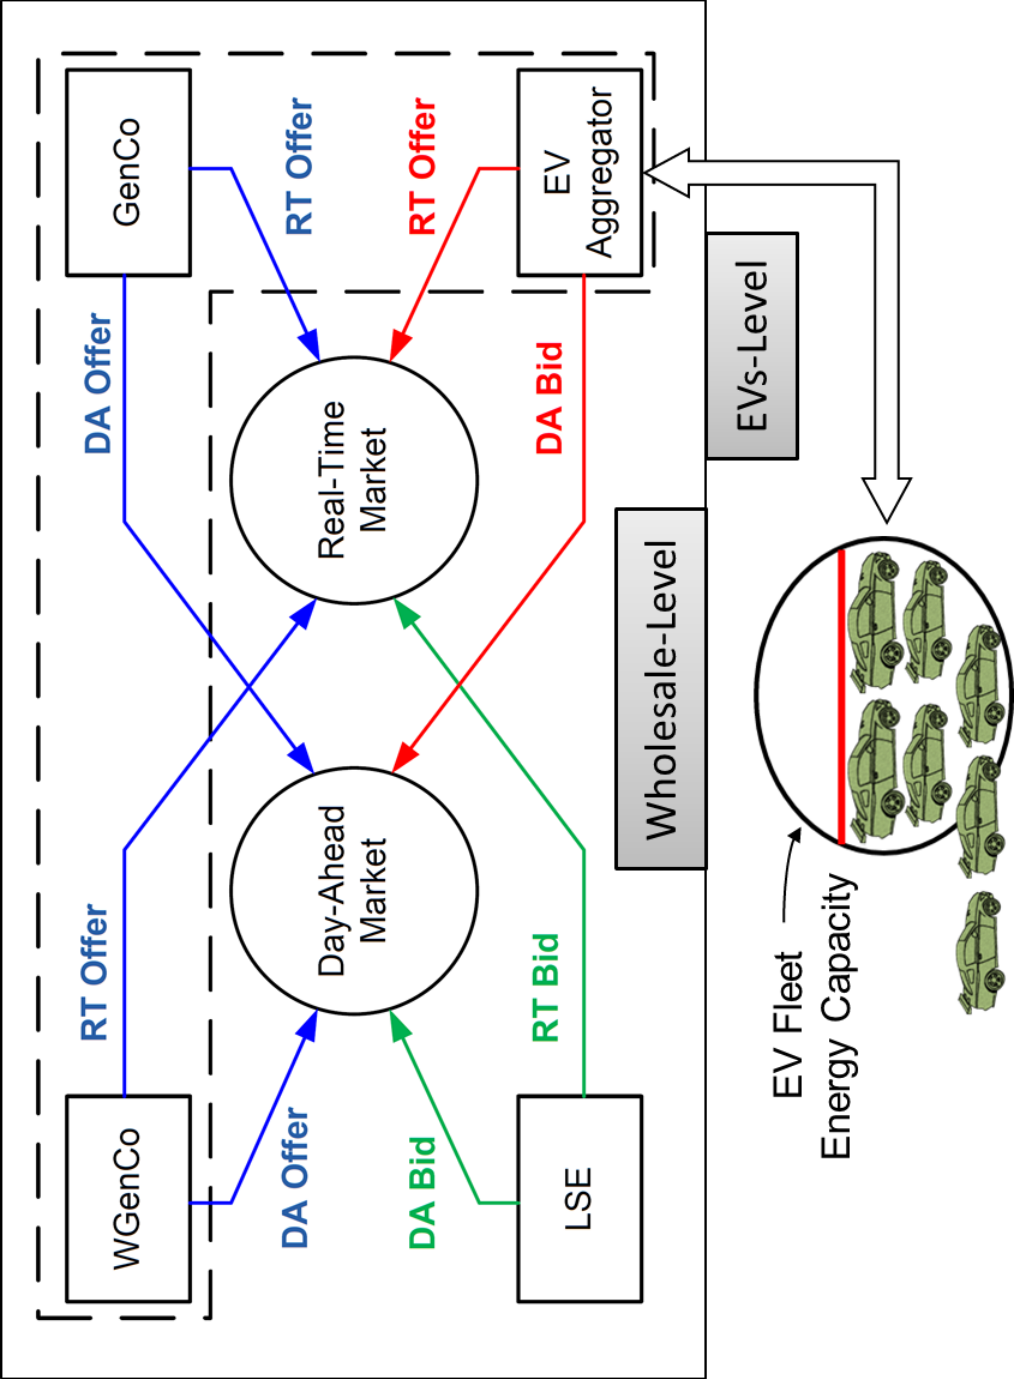 WGenCo
RT Offer
DA Offer
GenCo
DA Offer
RT Offer
Day-Ahead
Market
Real-Time
Market
DA Bid
RT Offer
LSE
RT Bid
DA Bid
EV
Aggregator
Wholesale-Level
EVs-Level
EV Fleet
Energy Capacity